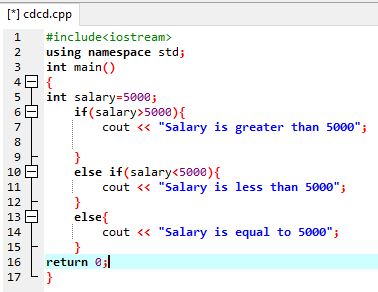 [*] cdcd.cpp
1 #include<iostream>
2 using namespace std;
3 int main()
4 {
5 int salary=5000;
6 if(salary>5000){
7 cout << "Salary is greater than 5000";
8
9 }
10 else if(salary<5000){
11 cout << "Salary is less than 5000";
12 }
13 else{
14 cout << "Salary is equal to 5000";
15 }
16 return 0;
17 }